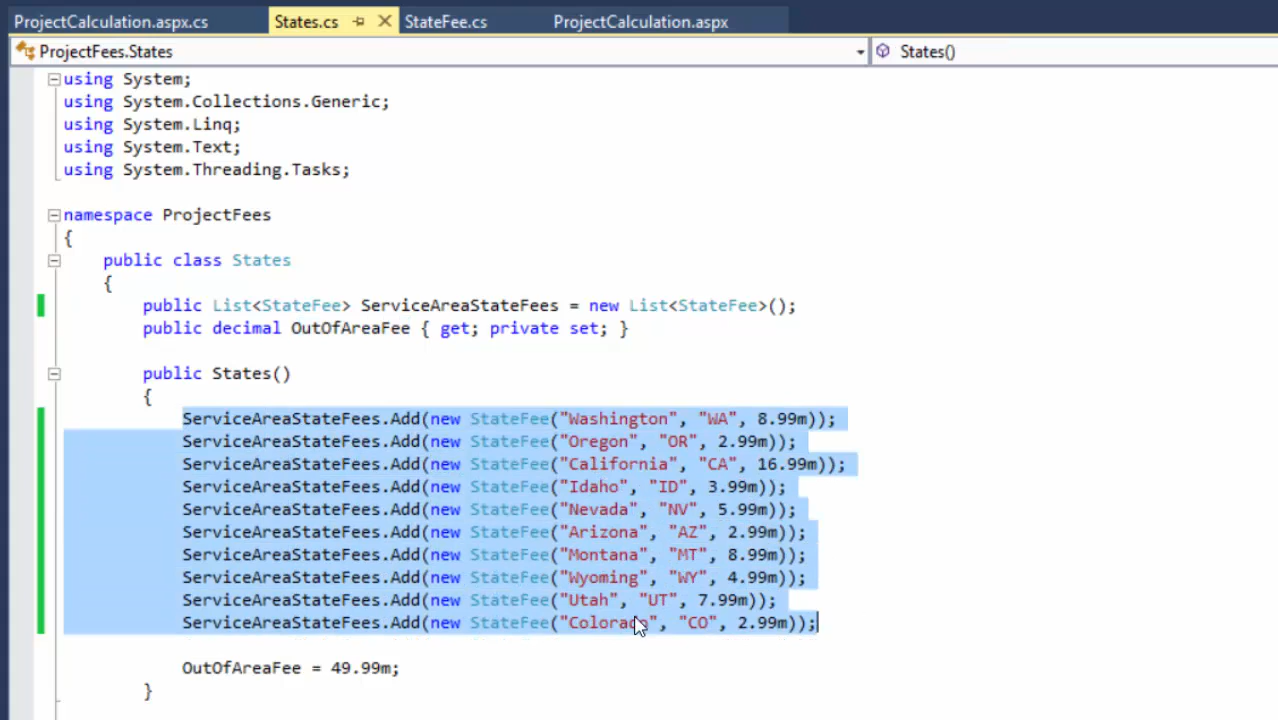 ProjectCalculation.aspx.cs States.cs StateFee.cs ProjectCalculation.aspx
ProjectFees.States States()
using System;
using System.Collections.Generic;
using System.Linq;
using System.Text;
using System.Threading.Tasks;
namespace ProjectFees
{
public class States
{
public List<StateFee> ServiceAreaStateFees = new List<StateFee>();
public decimal OutOfAreaFee { get; private set; }
public States()
{
ServiceAreaStateFees.Add(new StateFee("Washington", "WA", 8.99m));
ServiceAreaStateFees.Add(new StateFee("Oregon", "OR", 2.99m));
ServiceAreaStateFees.Add(new StateFee("California", "CA", 16.99m));
ServiceAreaStateFees.Add(new StateFee("Idaho", "ID", 3.99m));
ServiceAreaStateFees.Add(new StateFee("Nevada", "NV", 5.99m));
ServiceAreaStateFees.Add(new StateFee("Arizona", "AZ", 2.99m));
ServiceAreaStateFees.Add(new StateFee("Montana", "MT", 8.99m));
ServiceAreaStateFees.Add(new StateFee("Wyoming", "WY", 4.99m));
ServiceAreaStateFees.Add(new StateFee("Utah", "UT", 7.99m));
ServiceAreaStateFees.Add(new StateFee("Colorado", "CO", 2.99m));
OutOfAreaFee = 49.99m;
}